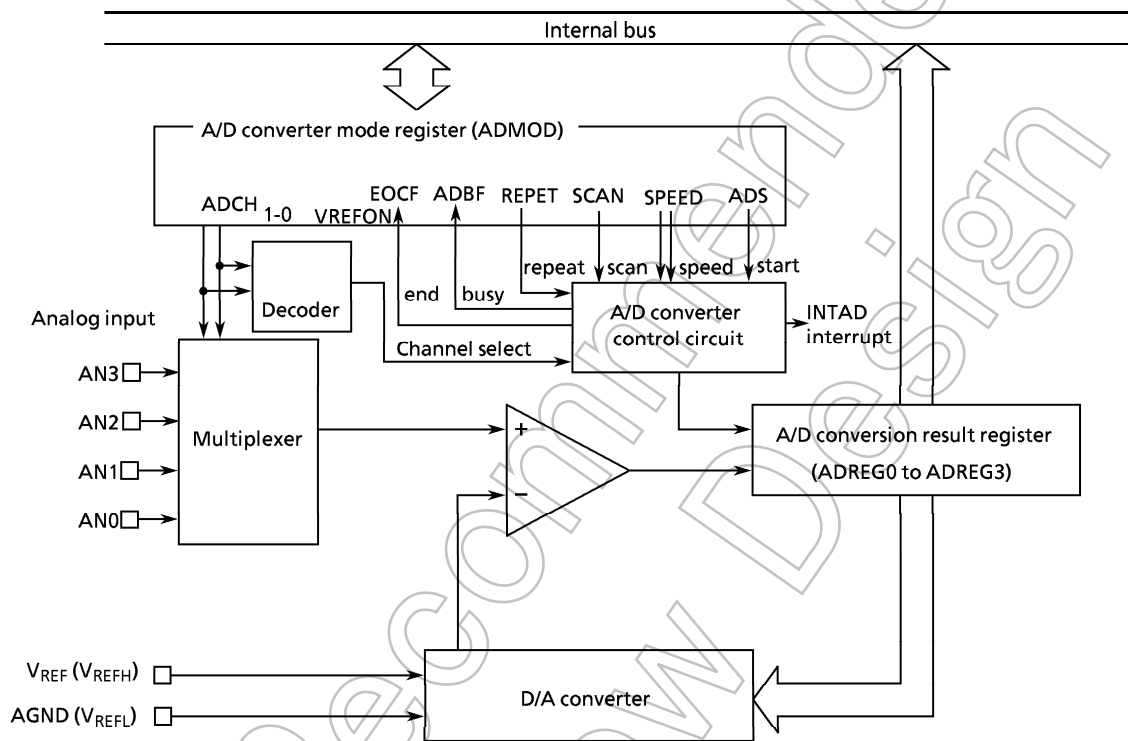 Internal bus
A/D converter mode register (ADMOD)
EOCF ADBF REPET SCAN SPEED ADS
ADCH 1-0 VREFON
repeat scan speed start
Decoder
end busy
A/D converter
control circuit
INTAD
interrupt
Analog input
Channel select
AN3
AN2
AN1
AN0
Multiplexer
+
−
A/D conversion result register
(ADREG0 to ADREG3)
VREF (VREFH)
AGND (VREFL)
D/A converter
ecommende
w Design